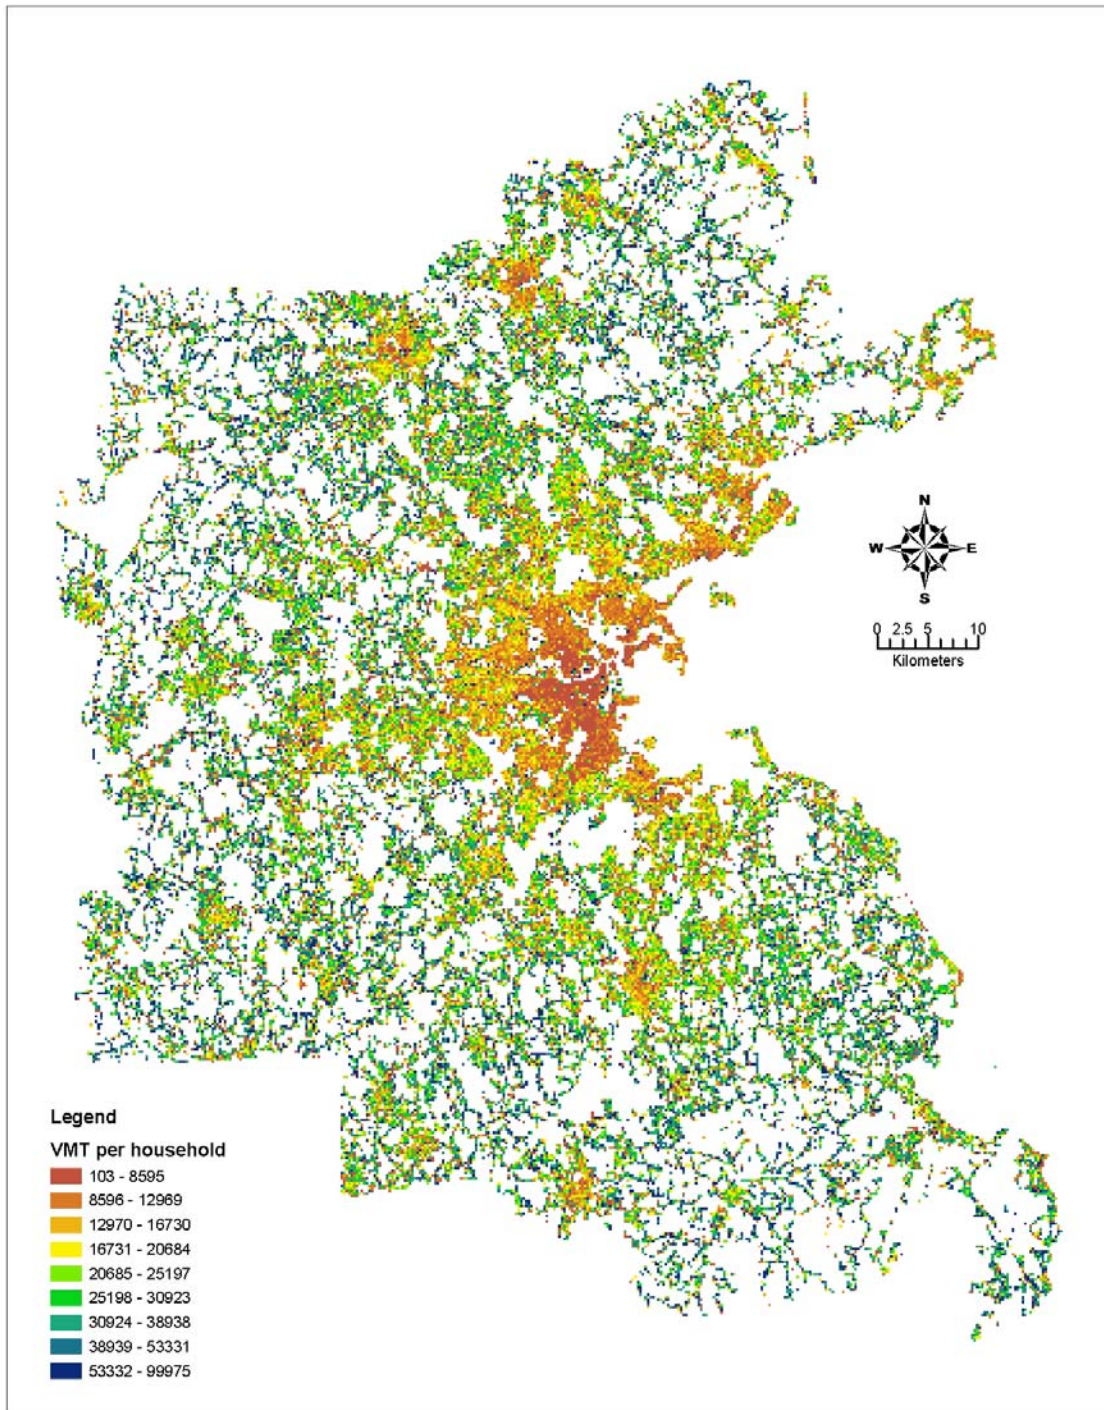 N
W E
S
0 2.5 5 10
Kilometers
Legend
VMT per household
103 - 8595
8596 - 12969
12970 - 16730
16731 - 20684
20685 - 25197
25198 - 30923
30924 - 38938
38939 - 53331
53332 - 99975